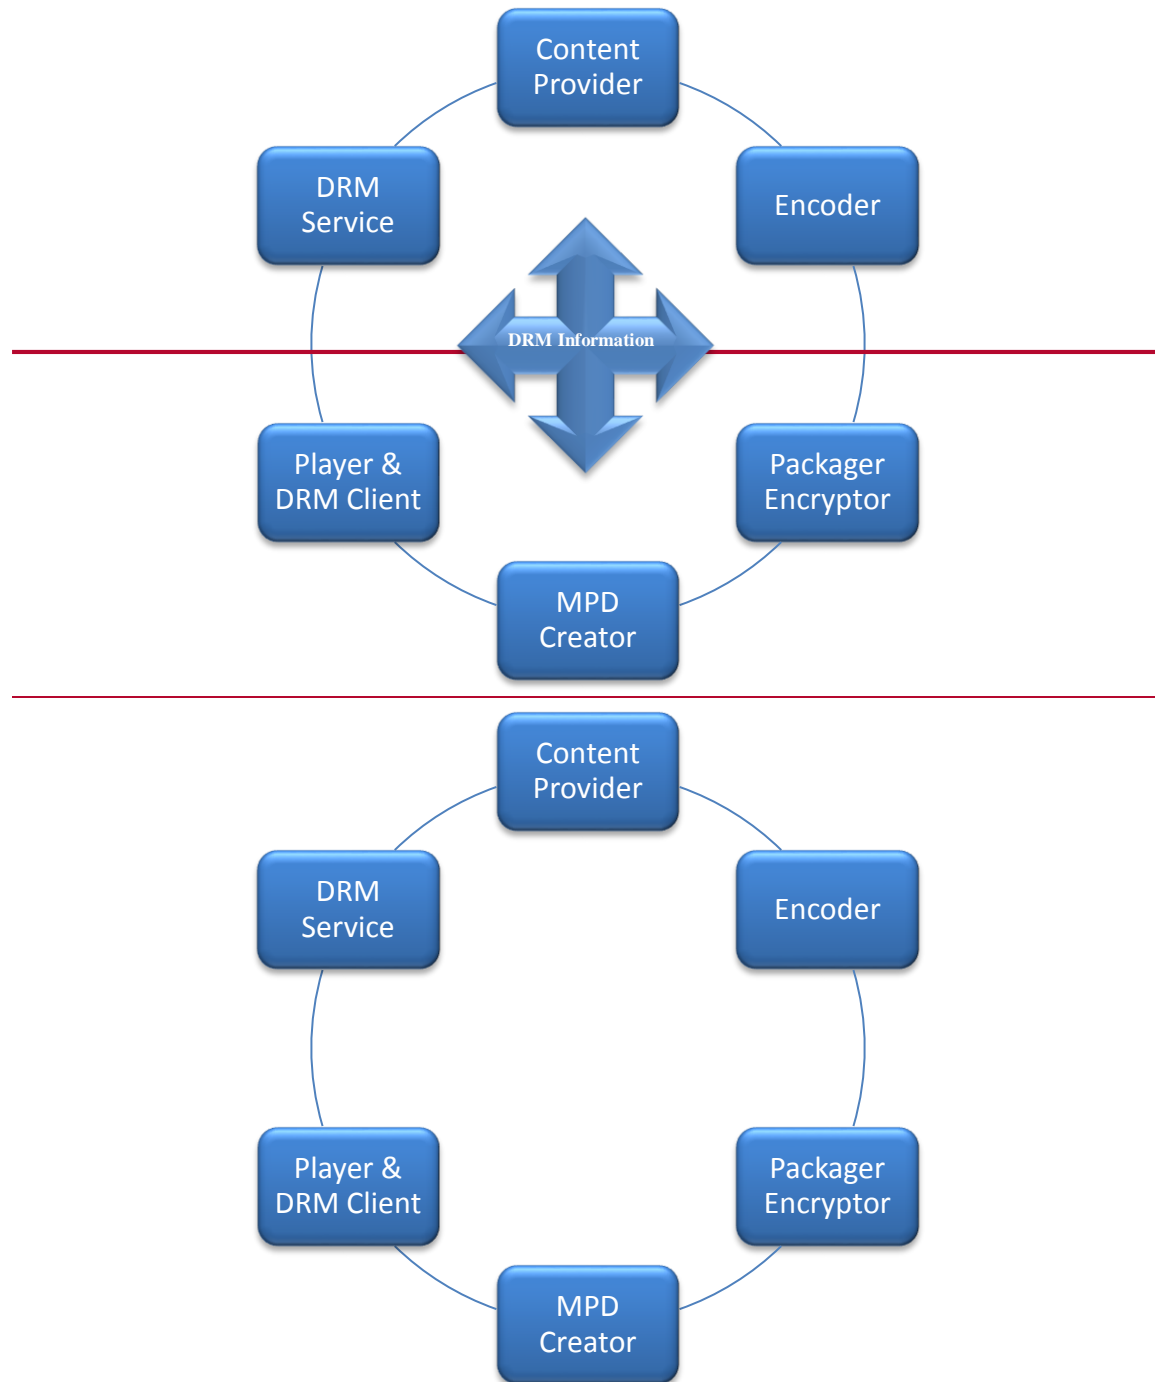 Content
Provider
DRM
Service
Encoder
DRM Information
Player &
DRM Client
Packager
Encryptor
MPD
Creator
Content
Provider
DRM
Service
Encoder
Player &
DRM Client
Packager
Encryptor
MPD
Creator